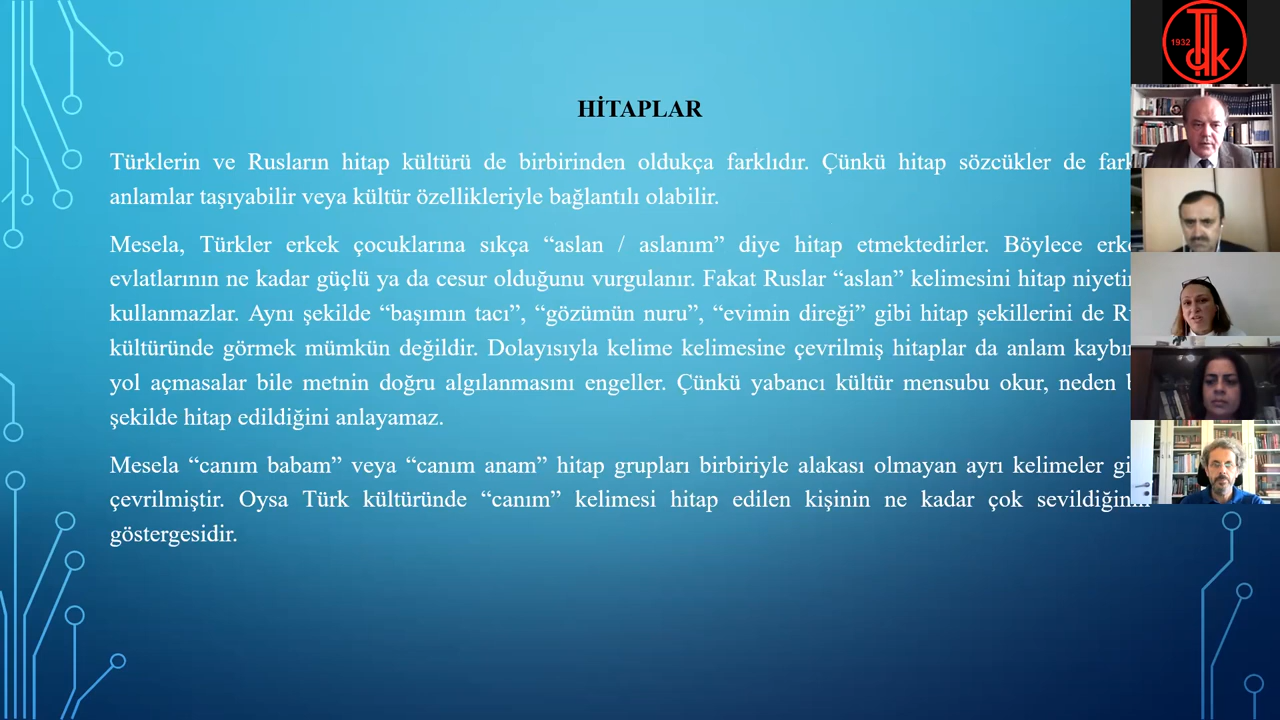 HİTAPLAR
Türklerin ve Rusların hitap kültürü de birbirinden oldukça farklıdır. Çünkü hitap sözcükler de
anlamlar taşıyabilir veya kültür özellikleriyle bağlantılı olabilir.
Mesela, Türkler erkek çocuklarına sıkça “aslan / aslanım” diye hitap etmektedirler. Böylece
evlatlarının ne kadar güçlü ya da cesur olduğunu vurgulanır. Fakat Ruslar “aslan” kelimesini hitap
kullanmazlar. Aynı şekilde “başımın tacı”, “gözümün nuru”, “evimin direği” gibi hitap şekillerini de
kültüründe görmek mümkün değildir. Dolayısıyla kelime kelimesine çevrilmiş hitaplar da anlam
yol açmasalar bile metnin doğru algılanmasını engeller. Çünkü yabancı kültür mensubu okur, neden
şekilde hitap edildiğini anlayamaz.
Mesela “canım babam” veya “canım anam” hitap grupları birbiriyle alakası olmayan ayrı kelimeler
çevrilmiştir. Oysa Türk kültüründe “canım” kelimesi hitap edilen kişinin ne kadar çok
göstergesidir.
1932